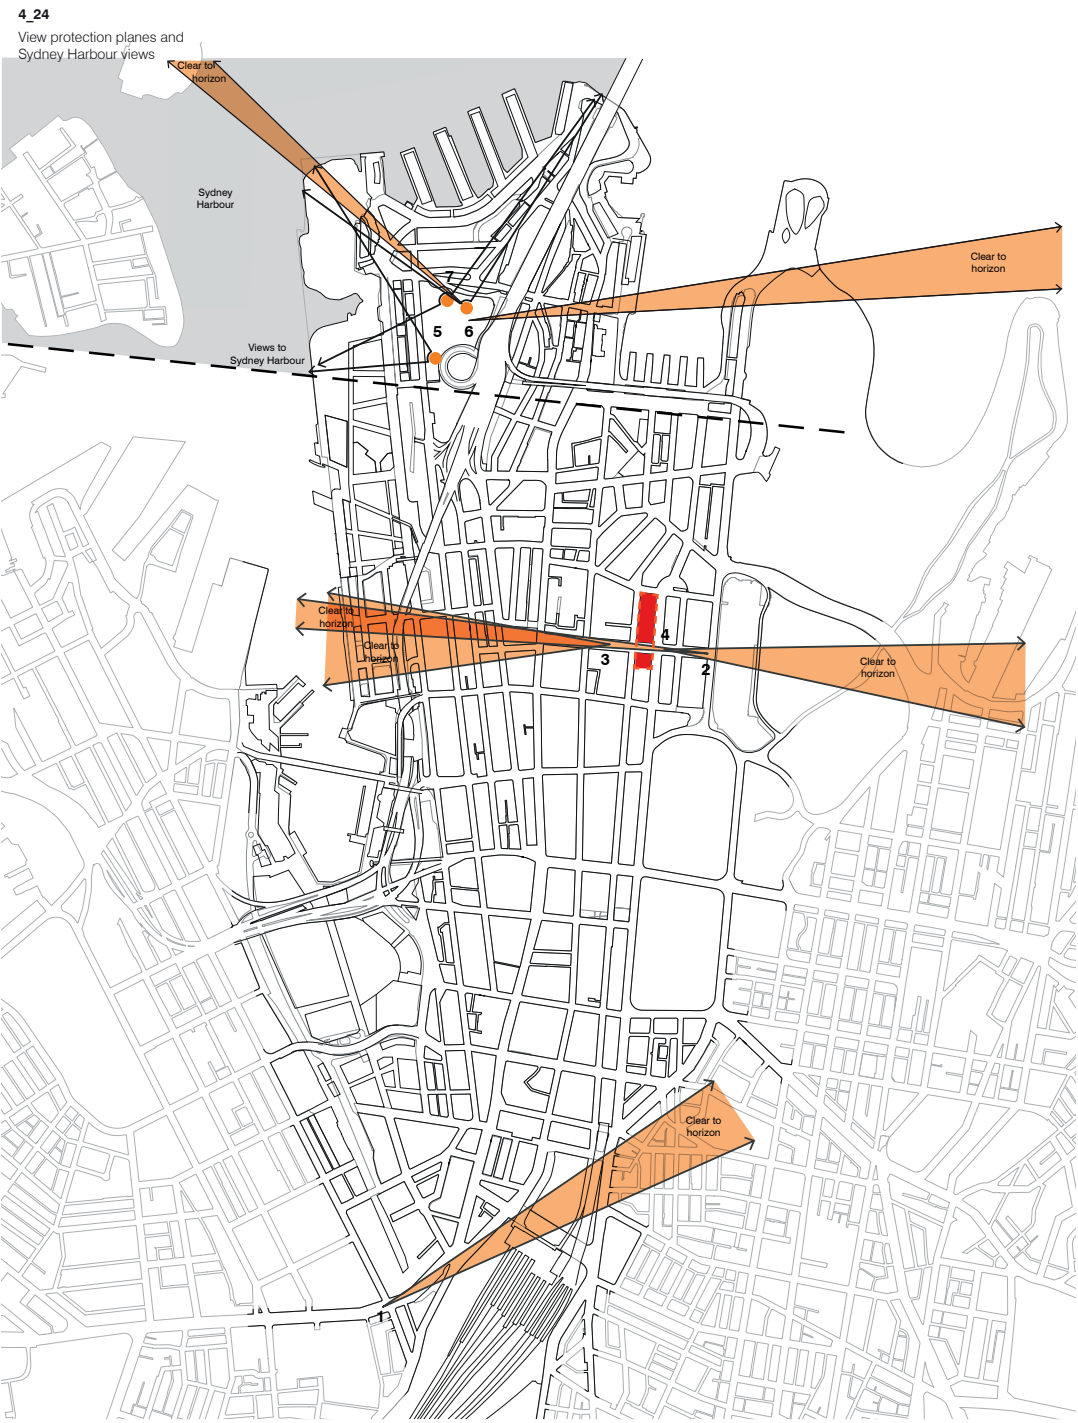 4_24
View protection planes and
Sydney Harbour views
Clear to
horizon
Sydney
Harbour
Clear to
horizon
7
5
6
Views to
Sydney Harbour
Clear to
horizon
4
Clear to
horizon
3
2
Clear to
horizon
Clear to
horizon
1